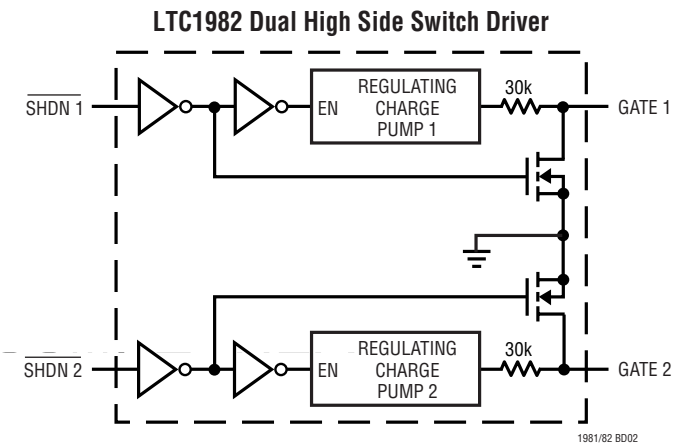 LTC1982 Dual High Side Switch Driver
SHDN 1
EN
REGULATING
CHARGE
PUMP 1
30k
GATE 1
SHDN 2
EN
REGULATING
CHARGE
PUMP 2
30k
GATE 2
1981/82 BD02